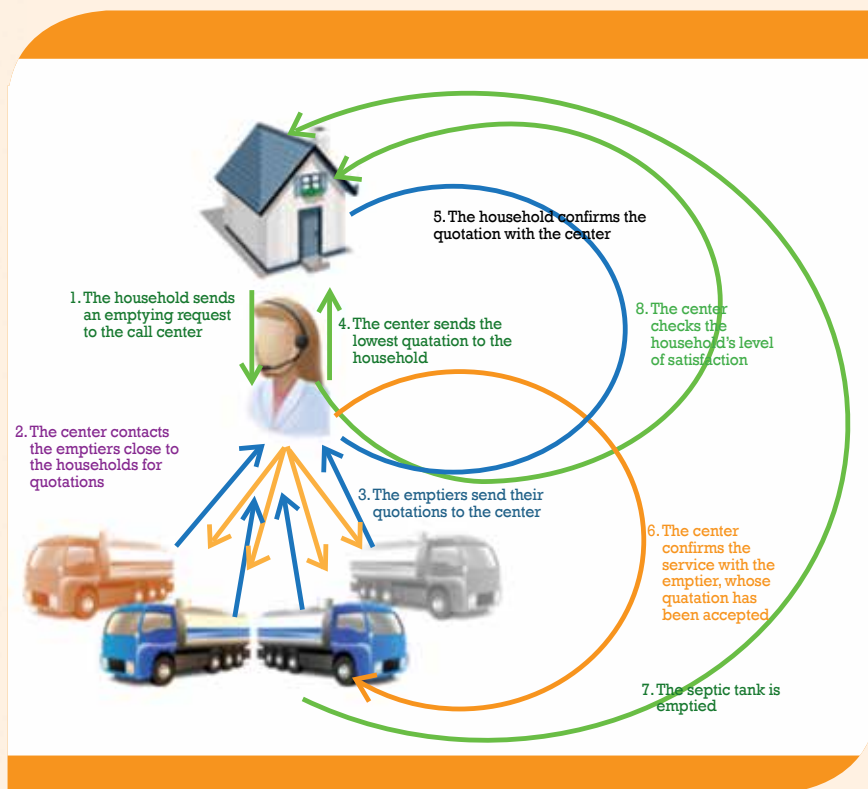 1. The household sends
an emptying request
to the call center
2. The center contacts
the emptiers close to
the households for
quotations
3. The emptiers send their
quotations to the center
4. The center sends the
lowest quatation to the
household
5. The household confirms the
quotation with the center
6. The center
confirms the
service with the
emptier, whose
quatation has
been accepted
7. The septic tank is
emptied
8. The center
checks the
household's level
of satisfaction